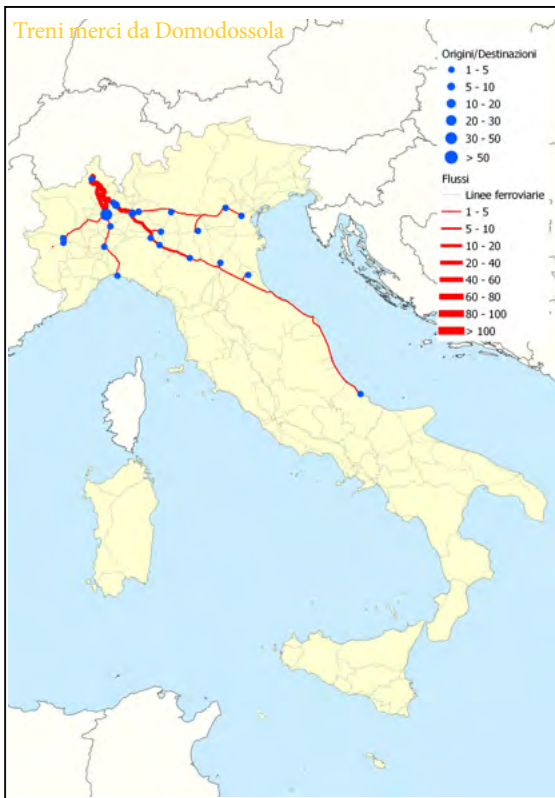 Treni merci da Domodossola
Origini/Destinazioni
1 - 5
5 - 10
10 - 20
20 - 30
30 - 50
> 50
Flussi
Linee ferroviarie
1 - 5
5 - 10
10 - 20
20 - 40
40 - 60
60 - 80
80 - 100
> 100